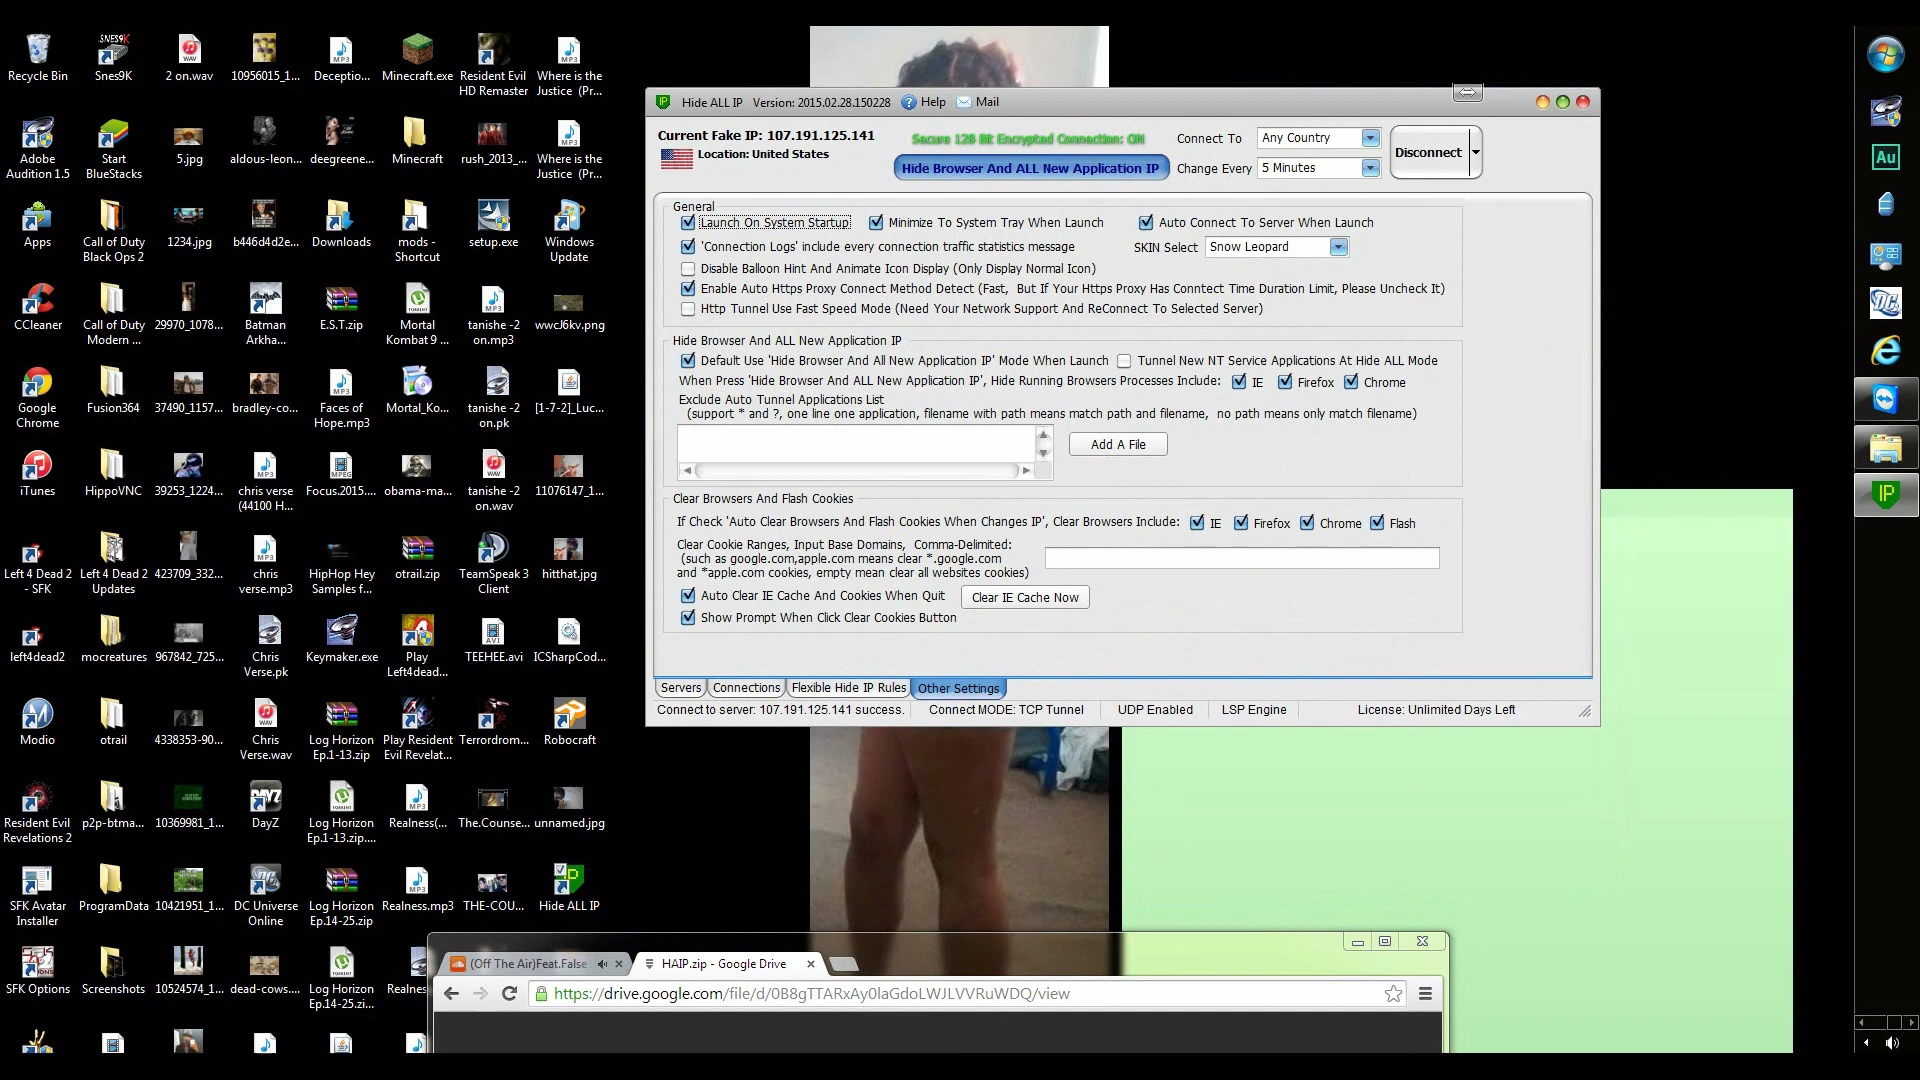 Recycle Bin
Snes9K
2 on.wav
10956015_1...
Deceptio...
Minecraft.exe
Resident Evil
HD Remaster
Where is the
Justice (Pr...
Adobe
Audition 1.5
Start
BlueStacks
5.jpg
aldous-leon...
deegreene...
Minecraft
rush_2013_...
Where is the
Justice (Pr...
Apps
Call of Duty
Black Ops 2
1234.jpg
b446d4d2e...
Downloads
mods -
Shortcut
setup.exe
Windows
Update
CCleaner
Call of Duty
Modern ...
29970_1078...
Batman
Arkha...
E.S.T.zip
Mortal
Kombat 9 ...
tanishe -2
on.mp3
wwcJ6kv.png
Google
Chrome
Fusion364
37490_1157...
bradley-co...
Faces of
Hope.mp3
Mortal_Ko...
tanishe -2
on.pk
[1-7-2]_Luc...
iTunes
HippoVNC
39253_1224...
chris verse
(44100 H...
Focus.2015....
obama-ma...
tanishe -2
on.wav
11076147_1...
Left 4 Dead 2
- SFK
Left 4 Dead 2
Updates
423709_332...
chris
verse.mp3
HipHop Hey
Samples f...
otrail.zip
TeamSpeak 3
Client
hitthat.jpg
left4dead2
mocreatures
967842_725...
Chris
Verse.pk
Keymaker.exe
Play
Left4dead...
TEEHEE.avi
ICSharpCod...
Modio
otrail
4338353-90...
Chris
Verse.wav
Log Horizon
Ep.1-13.zip
Play Resident
Evil Revelat...
Terrordrom...
Robocraft
Resident Evil
Revelations 2
p2p-btma...
10369981_1...
DayZ
Log Horizon
Ep.1-13.zip....
Realness(...
The.Counse...
unnamed.jpg
SFK Avatar
Installer
ProgramData
10421951_1...
DC Universe
Online
Log Horizon
Ep.14-25.zip
Realness.mp3
THE-COU...
Hide ALL IP
SFK Options
Screenshots
10524574_1...
dead-cows....
Log Horizon
Ep.14-25.zi...
Realnes
Hide ALL IP Version: 2015.02.28.150228 Help Mail
Current Fake IP: 107.191.125.141
Location: United States
Secure 128 Bit Encrypted Connection: ON
Hide Browser And ALL New Application IP
Connect To Any Country
Change Every 5 Minutes
Disconnect
General
Launch On System Startup Minimize To System Tray When Launch Auto Connect To Server When Launch
'Connection Logs' include every connection traffic statistics message SKIN Select Snow Leopard
Disable Balloon Hint And Animate Icon Display (Only Display Normal Icon)
Enable Auto Https Proxy Connect Method Detect (Fast, But If Your Https Proxy Has Conntect Time Duration Limit, Please Uncheck It)
Http Tunnel Use Fast Speed Mode (Need Your Network Support And ReConnect To Selected Server)
Hide Browser And ALL New Application IP
Default Use 'Hide Browser And All New Application IP' Mode When Launch Tunnel New NT Service Applications At Hide ALL Mode
When Press 'Hide Browser And ALL New Application IP', Hide Running Browsers Processes Include: IE Firefox Chrome
Exclude Auto Tunnel Applications List
(support * and ?, one line one application, filename with path means match path and filename, no path means only match filename)
Add A File
Clear Browsers And Flash Cookies
If Check 'Auto Clear Browsers And Flash Cookies When Changes IP', Clear Browsers Include: IE Firefox Chrome Flash
Clear Cookie Ranges, Input Base Domains, Comma-Delimited:
(such as google.com,apple.com means clear *.google.com
and *apple.com cookies, empty mean clear all websites cookies)
Auto Clear IE Cache And Cookies When Quit Clear IE Cache Now
Show Prompt When Click Clear Cookies Button
Servers Connections Flexible Hide IP Rules Other Settings
Connect to server: 107.191.125.141 success. Connect MODE: TCP Tunnel UDP Enabled LSP Engine License: Unlimited Days Left
(Off The Air)Feat.False
HAIP.zip - Google Drive
https://drive.google.com/file/d/0B8gTTARxAy0laGdoLWJLVVRuWDQ/view
Au
IP